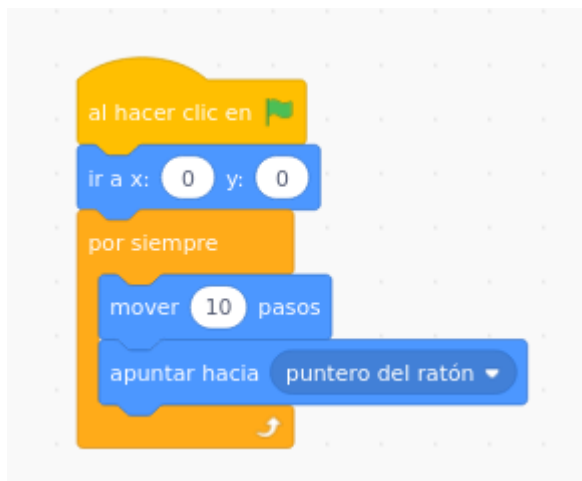 al hacer clic en
ir a x: 0 y: 0
por siempre
mover 10 pasos
apuntar hacia puntero del ratón